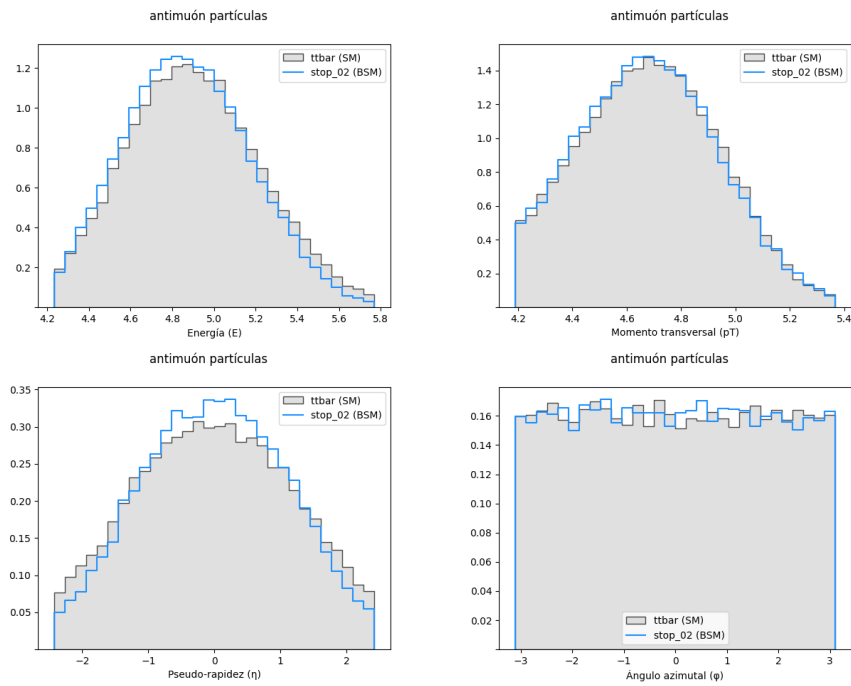 antimuón partículas
antimuón partículas
ttbar (SM)
stop_02 (BSM)
ttbar (SM)
stop_02 (BSM)
1.2
1.0
0.8
0.6
0.4
0.2
1.4
1.2
1.0
0.8
0.6
0.4
0.2
4.2 4.4 4.6 4.8 5.0 5.2 5.4 5.6 5.8
4.2 4.4 4.6 4.8 5.0 5.2 5.4
Energía (E)
Momento transversal (pT)
antimuón partículas
antimuón partículas
0.35
0.30
0.25
0.20
0.15
0.10
0.05
ttbar (SM)
stop_02 (BSM)
0.16
0.14
0.12
0.10
0.08
0.06
0.04
0.02
ttbar (SM)
stop_02 (BSM)
−2 −1 0 1 2
−3 −2 −1 0 1 2 3
Pseudo-rapidez (η)
Ángulo azimutal (φ)